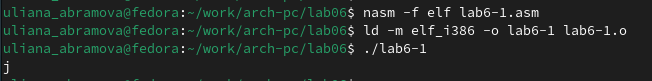 uliana_abramova@fedora:~/work/arch-pc/lab06$ nasm -f elf lab6-1.asm
uliana_abramova@fedora:~/work/arch-pc/lab06$ ld -m elf_i386 -o lab6-1 lab6-1.o
uliana_abramova@fedora:~/work/arch-pc/lab06$ ./lab6-1
j